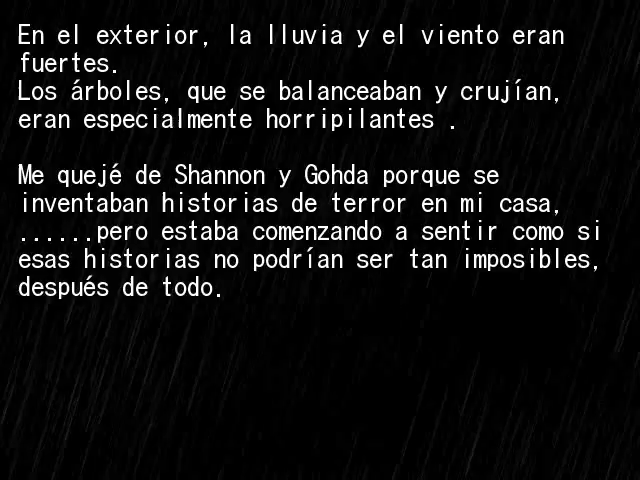 En el exterior, la lluvia y el viento eran
fuertes.
Los árboles, que se balanceaban y crujían,
eran especialmente horripilantes .
Me quejé de Shannon y Gohda porque se
inventaban historias de terror en mi casa,
......pero estaba comenzando a sentir como si
esas historias no podrían ser tan imposibles,
después de todo.